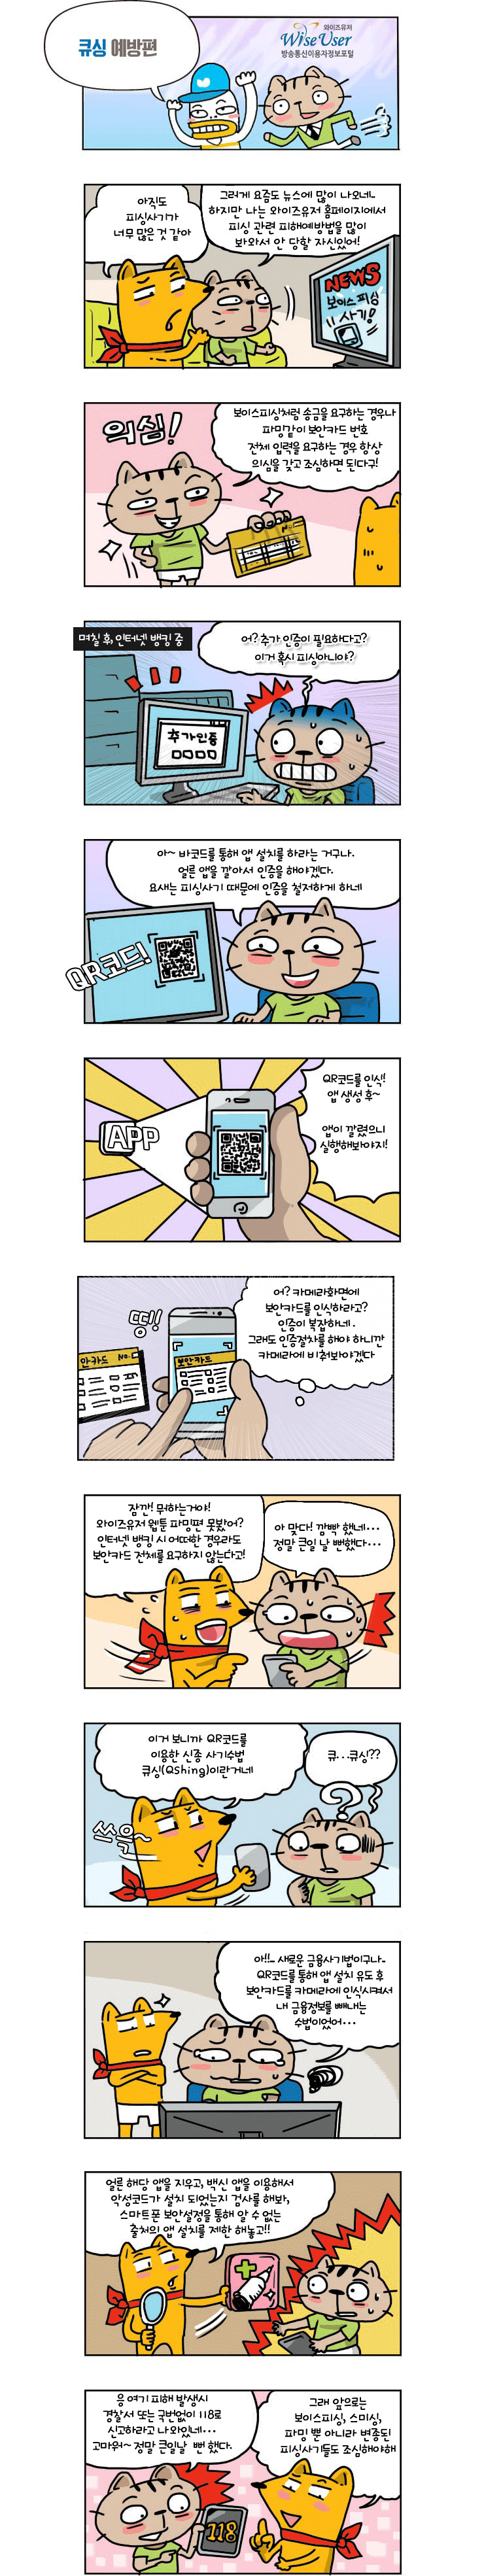 큐싱 예방편
와이즈유저
WiseUser
방송통신이용자정보포털
아직도
피싱사기가
너무 많은 것 같아
그러게 요즘도 뉴스에 많이 나오네..
하지만 나는 와이즈유저 홈페이지에서
피싱 관련 피해예방법을 많이
봐와서 안 당할 자신있어!
NEWS
보이스 피싱
사기!
의심!
보이스피싱처럼 송금을 요구하는 경우나
파밍같이 보안카드 번호
전체 입력을 요구하는 경우 항상
의심을 갖고 조심하면 된다구!
며칠 후, 인터넷 뱅킹 중
어? 추가 인증이 필요하다고?
이거 혹시 피싱아니야?
추가인증
아~ 바코드를 통해 앱 설치를 하라는 거구나.
얼른 앱을 깔아서 인증을 해야겠다.
요새는 피싱사기 때문에 인증을 철저하게 하네
QR코드!
QR코드를 인식!
앱 생성 후~
앱이 깔렸으니
실행해봐야지!
APP
어? 카메라화면에
보안카드를 인식하라고?
인증이 복잡하네.
그래도 인증절차를 해야 하니깐
카메라에 비춰봐야겠다
띵!
안카드 NO.
보안카드
잠깐! 뭐하는거야!
와이즈유저 웹툰 파밍편 못봤어?
인터넷 뱅킹 시 어떠한 경우라도
보안카드 전체를 요구하지 않는다고!
아 맞다! 깜빡 했네...
정말 큰일 날 뻔했다...
이거 보니까 QR코드를
이용한 신종 사기수법
큐싱(QShing)이란거네
큐...큐싱??
쓰윽~
아!!.. 새로운 금융사기법이구나..
QR코드를 통해 앱 설치 유도 후
보안카드를 카메라에 인식시켜서
내 금융정보를 빼내는
수법이었어...
얼른 해당 앱을 지우고, 백신 앱을 이용해서
악성코드가 설치 되었는지 검사를 해봐,
스마트폰 보안설정을 통해 알 수 없는
출처의 앱 설치를 제한 해놓고!!
응 여기 피해 발생시
경찰서 또는 국번없이 118로
신고하라고 나와있네...
고마워~ 정말 큰일날 뻔 했다.
그래 앞으로는
보이스피싱, 스미싱,
파밍 뿐 아니라 변종된
피싱사기들도 조심해야해
118